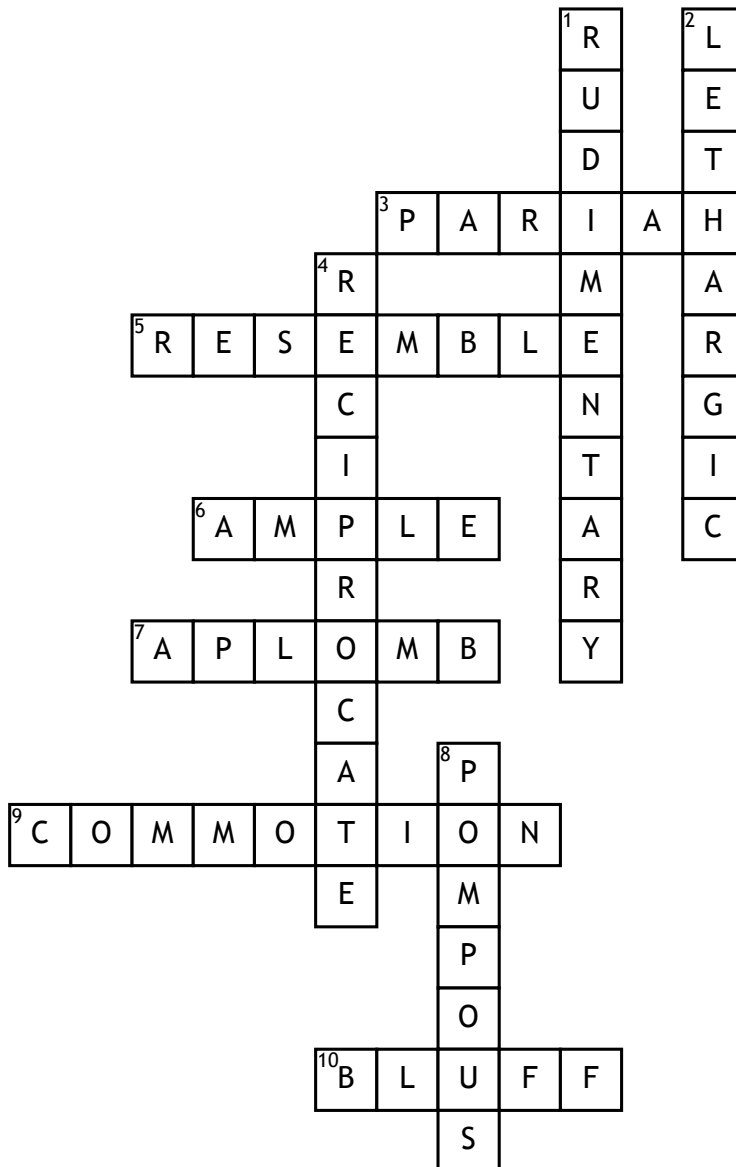 1 R 2 L
U E
D T
3 P A R I A H
4 R M A
5 R E S E M B L E R
C N G
I T I
6 A M P L E A C
R R
7 A P L O M B Y
C
A 8 P
9 C O M M O T I O N
E M
P
O
10 B L U F F
S